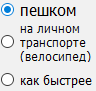 пешком
на личном
транспорте
(велосипед)
как быстрее